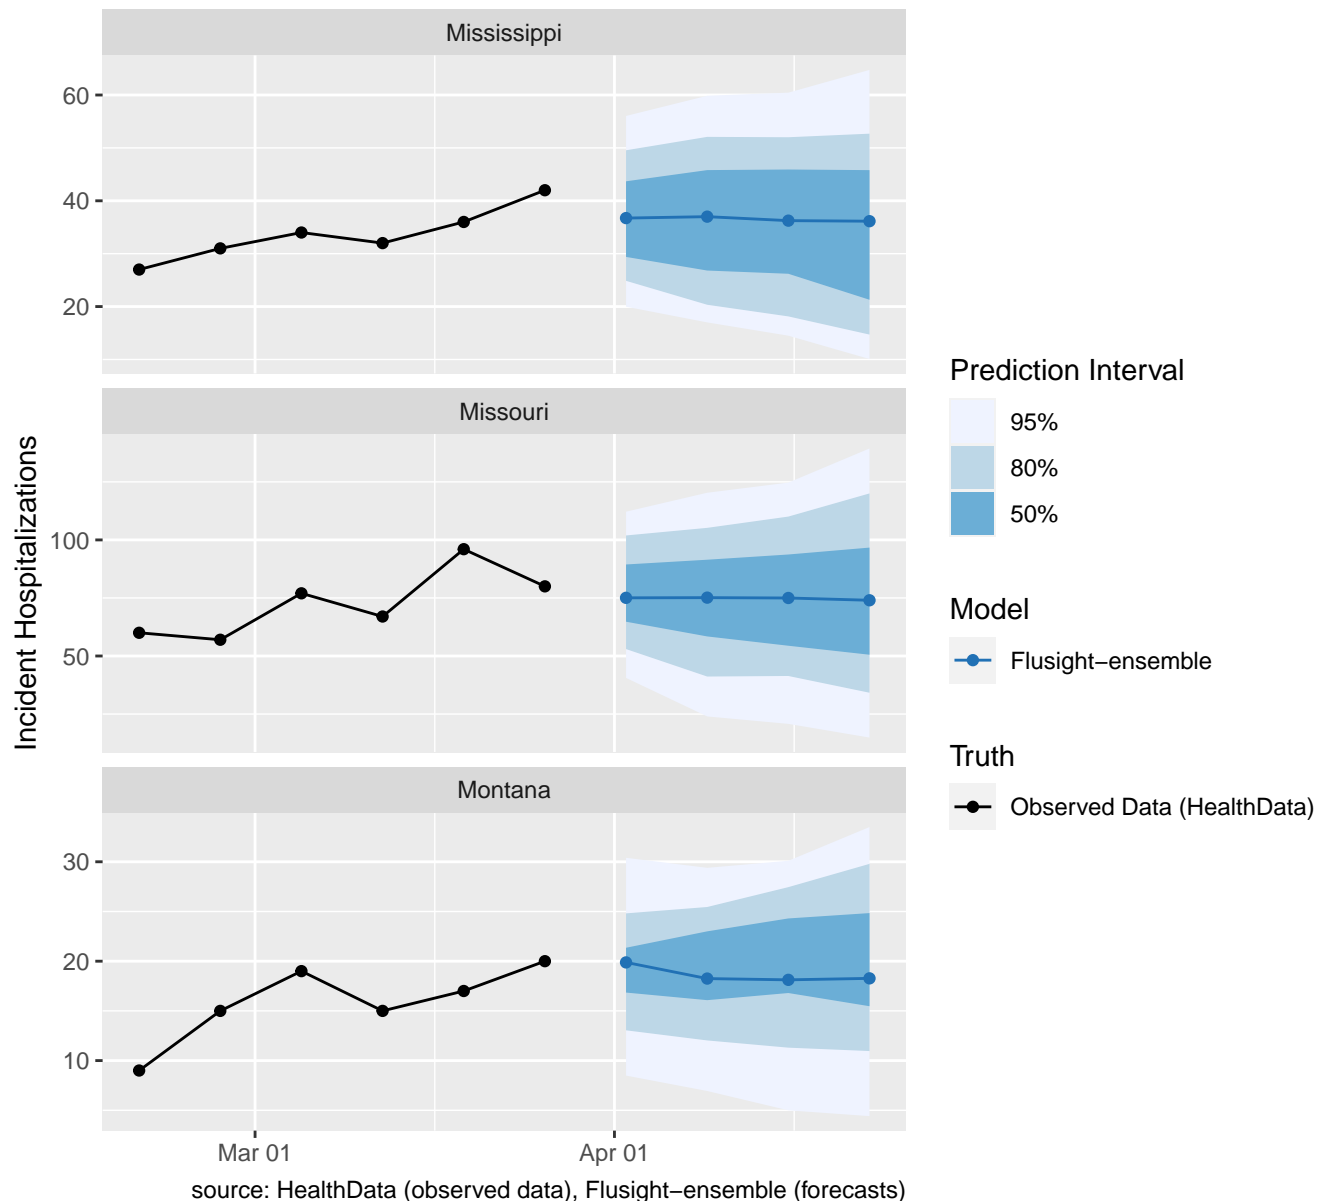 Mississippi
60
40
20
Missouri
100
50
Montana
30
20
10
Mar 01
Apr 01
Incident Hospitalizations
source: HealthData (observed data), Flusight−ensemble (forecasts)
Prediction Interval
95%
80%
50%
Model
Flusight−ensemble
Truth
Observed Data (HealthData)